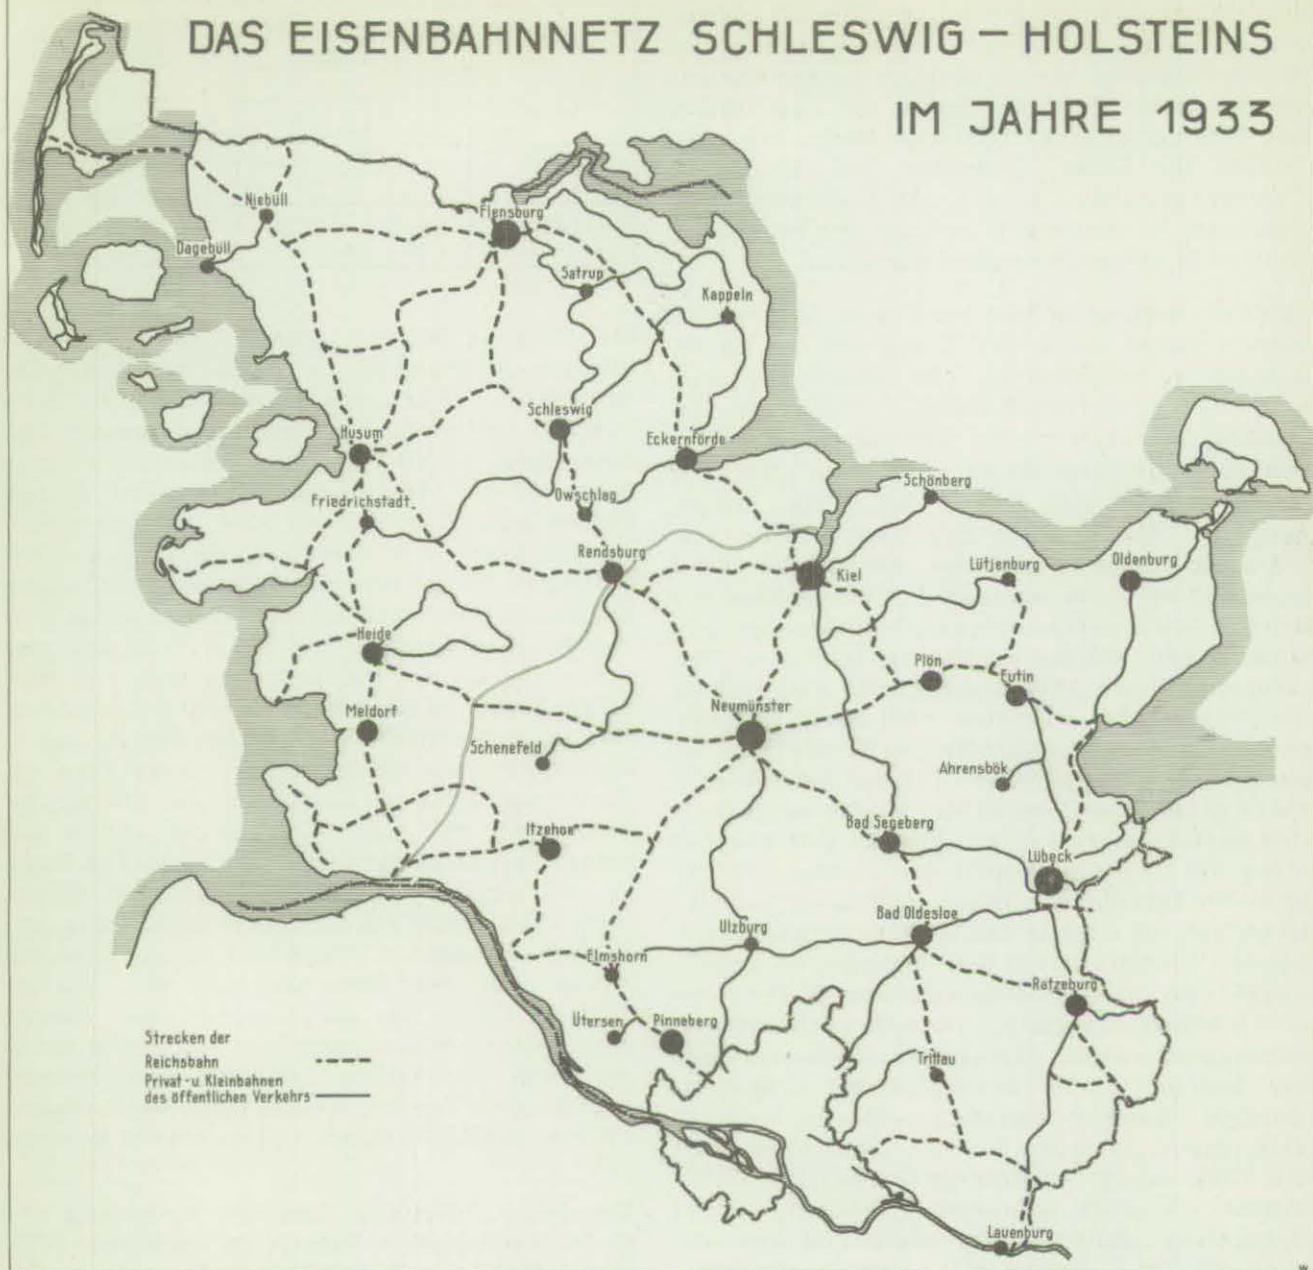 DAS EISENBAHNNETZ SCHLESWIG – HOLSTEINS
IM JAHRE 1933
Niebüll
Flensburg
Dagebüll
Satrup
Kappeln
Schleswig
Husum
Eckernförde
Friedrichstadt
Owschlag
Schönberg
Rendsburg
Kiel
Lütjenburg
Oldenburg
Heide
Plön
Eutin
Meldorf
Neumünster
Schenefeld
Ahrensbök
Itzehoe
Bad Segeberg
Lübeck
Bad Oldesloe
Ulzburg
Elmshorn
Ratzeburg
Ütersen
Pinneberg
Trittau
Lauenburg
Strecken der
Reichsbahn
Privat - u. Kleinbahnen
des öffentlichen Verkehrs
W